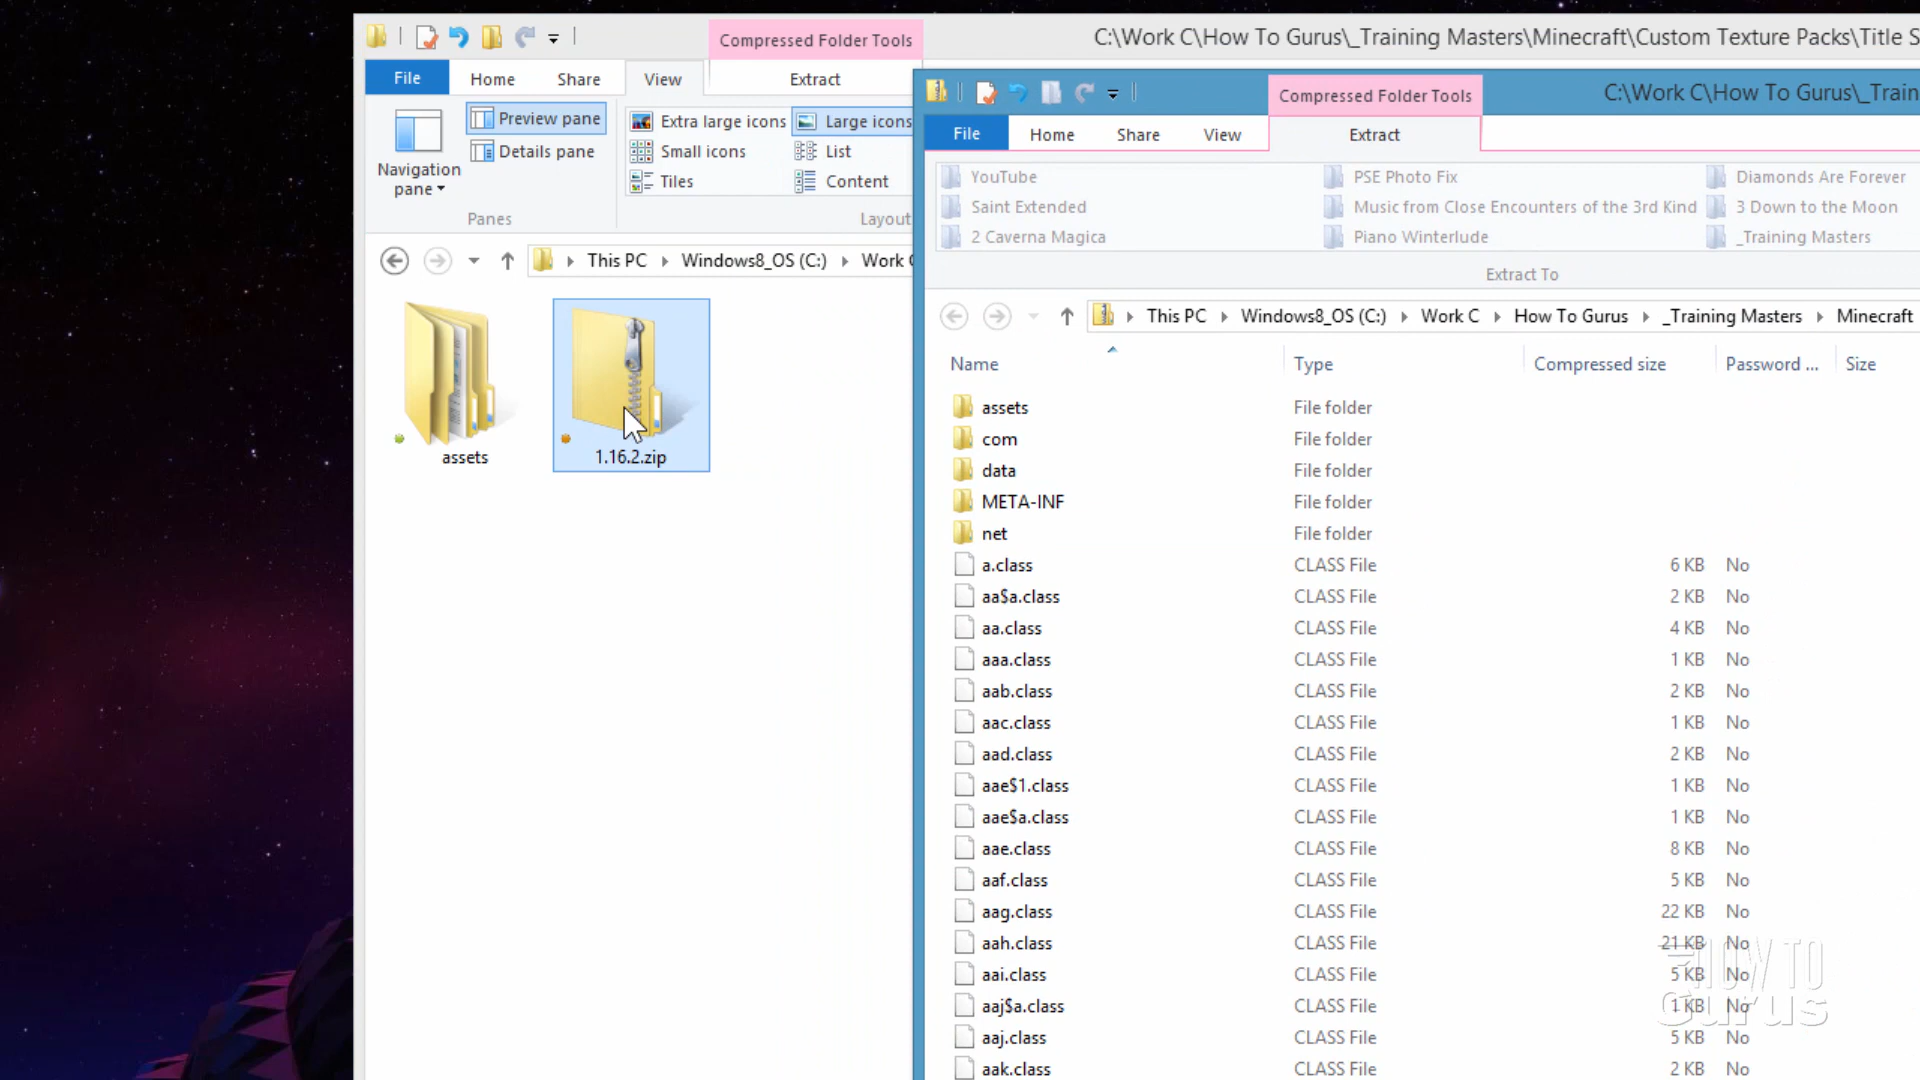 Compressed Folder Tools
C:\Work C\How To Gurus\_Training Masters\Minecraft\Custom Texture Packs\Title S
File
Home
Share
View
Extract
Navigation pane
Preview pane
Details pane
Panes
Extra large icons
Large icons
Small icons
List
Tiles
Content
Layout
This PC
Windows8_OS (C:)
Work C
assets
1.16.2.zip
Compressed Folder Tools
C:\Work C\How To Gurus\_Train
File
Home
Share
View
Extract
YouTube
PSE Photo Fix
Diamonds Are Forever
Saint Extended
Music from Close Encounters of the 3rd Kind
3 Down to the Moon
2 Caverna Magica
Piano Winterlude
_Training Masters
Extract To
This PC
Windows8_OS (C:)
Work C
How To Gurus
_Training Masters
Minecraft
Name Type Compressed size Password ... Size
assets File folder
com File folder
data File folder
META-INF File folder
net File folder
a.class CLASS File 6 KB No
aa$a.class CLASS File 2 KB No
aa.class CLASS File 4 KB No
aaa.class CLASS File 1 KB No
aab.class CLASS File 2 KB No
aac.class CLASS File 1 KB No
aad.class CLASS File 2 KB No
aae$1.class CLASS File 1 KB No
aae$a.class CLASS File 1 KB No
aae.class CLASS File 8 KB No
aaf.class CLASS File 5 KB No
aag.class CLASS File 22 KB No
aah.class CLASS File 21 KB No
aai.class CLASS File 5 KB No
aaj$a.class CLASS File 1 KB No
aaj.class CLASS File 5 KB No
aak.class CLASS File 2 KB No
HOW TO
Gurus